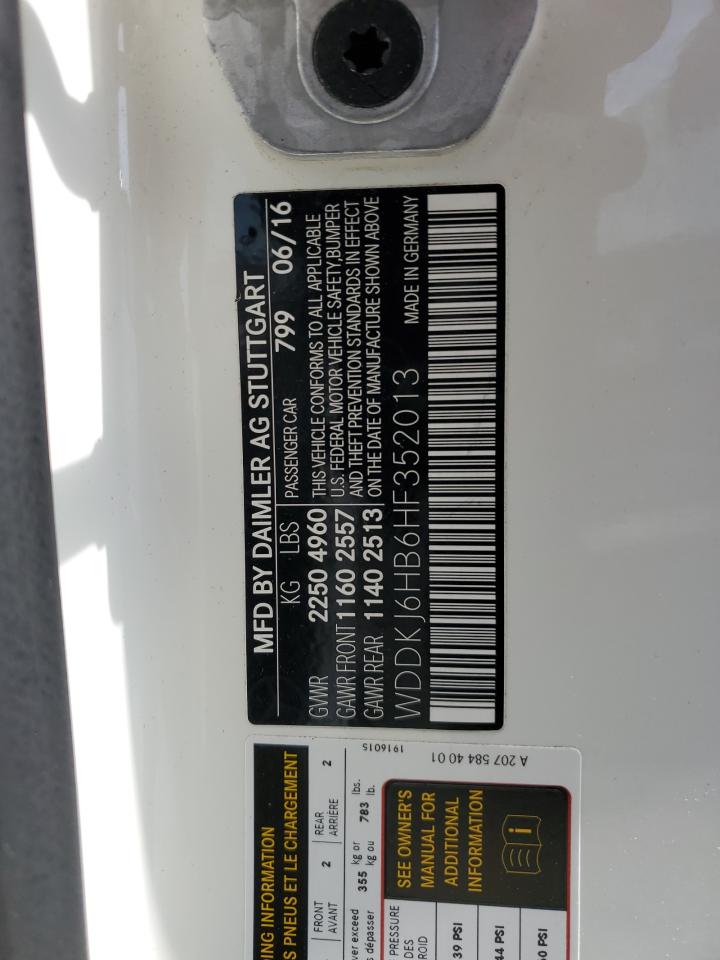 MFD BY DAIMLER AG STUTTGART
KG LBS PASSENGER CAR 799 06/16
GVWR 2250 4960 THIS VEHICLE CONFORMS TO ALL APPLICABLE
GAWR FRONT 1160 2557 U.S. FEDERAL MOTOR VEHICLE SAFETY,BUMPER
GAWR REAR 1140 2513 AND THEFT PREVENTION STANDARDS IN EFFECT
ON THE DATE OF MANUFACTURE SHOWN ABOVE
WDDKJ6HB6HF352013 MADE IN GERMANY
ING INFORMATION
S PNEUS ET LE CHARGEMENT
FRONT 2 REAR 2
AVANT ARRIÈRE
ver exceed 355 kg or 783 lbs.
s dépasser kg ou lb.
1916015
PRESSURE
DES
ROID
39 PSI
44 PSI
60 PSI
SEE OWNER'S
MANUAL FOR
ADDITIONAL
INFORMATION
i
A 207 584 40 01